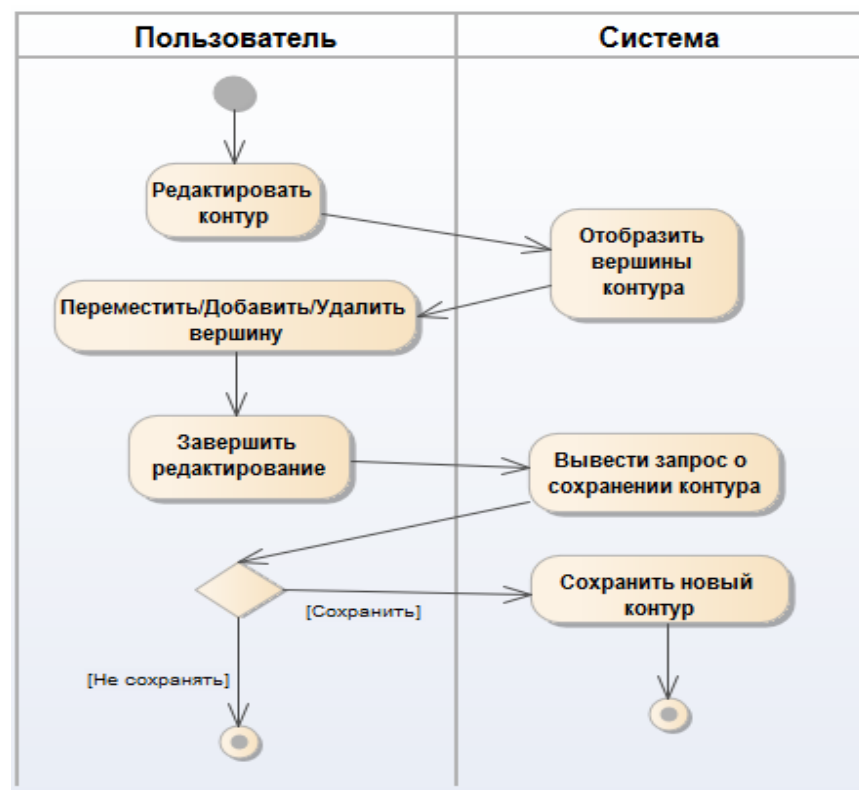 Пользователь
Система
Редактировать
контур
Отобразить
вершины
контура
Переместить/Добавить/Удалить
вершину
Завершить
редактирование
Вывести запрос о
сохранении контура
[Сохранить]
Сохранить новый
контур
[Не сохранять]